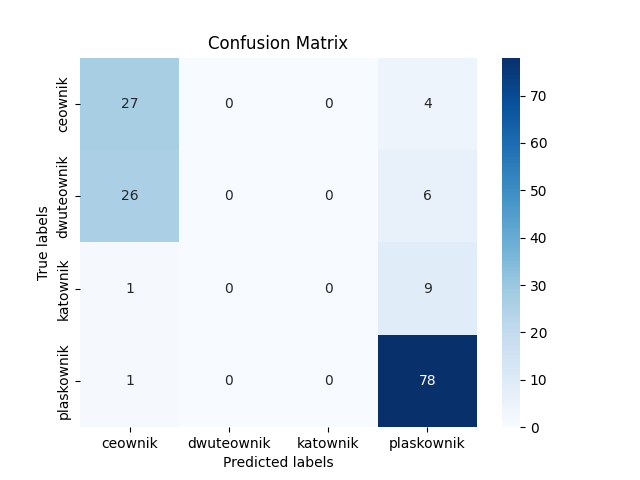 Confusion Matrix
True labels
ceownik
27 0 0 4
dwuteownik
26 0 0 6
katownik
1 0 0 9
plaskownik
1 0 0 78
ceownik dwuteownik katownik plaskownik
Predicted labels
70
60
50
40
30
20
10
0